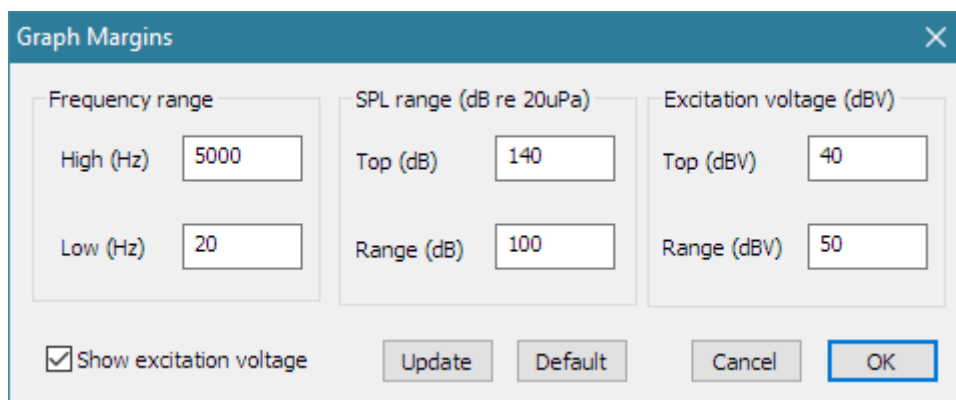 Graph Margins
Frequency range
High (Hz) 5000
Low (Hz) 20
SPL range (dB re 20uPa)
Top (dB) 140
Range (dB) 100
Excitation voltage (dBV)
Top (dBV) 40
Range (dBV) 50
Show excitation voltage
Update
Default
Cancel
OK